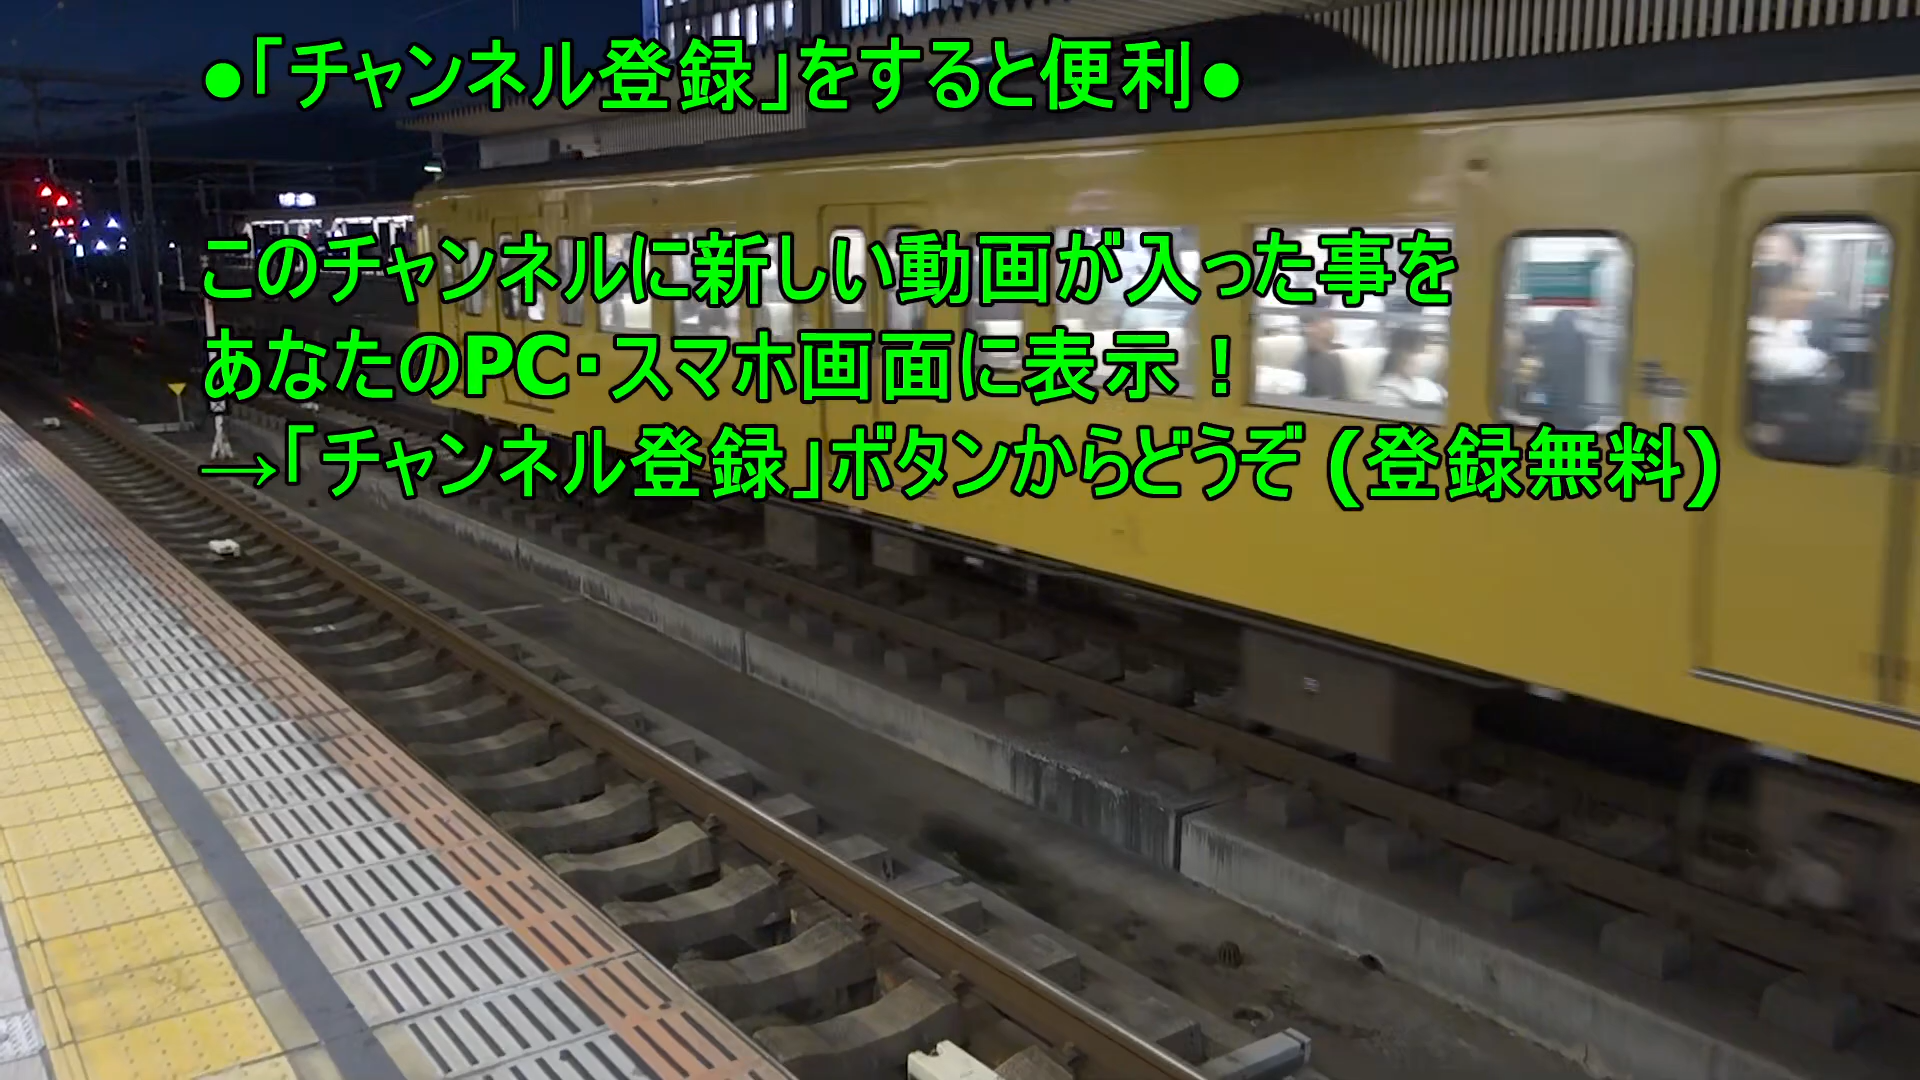 ●「チャンネル登録」をすると便利●
このチャンネルに新しい動画が入った事を
あなたのPC・スマホ画面に表示！
→「チャンネル登録」ボタンからどうぞ (登録無料)